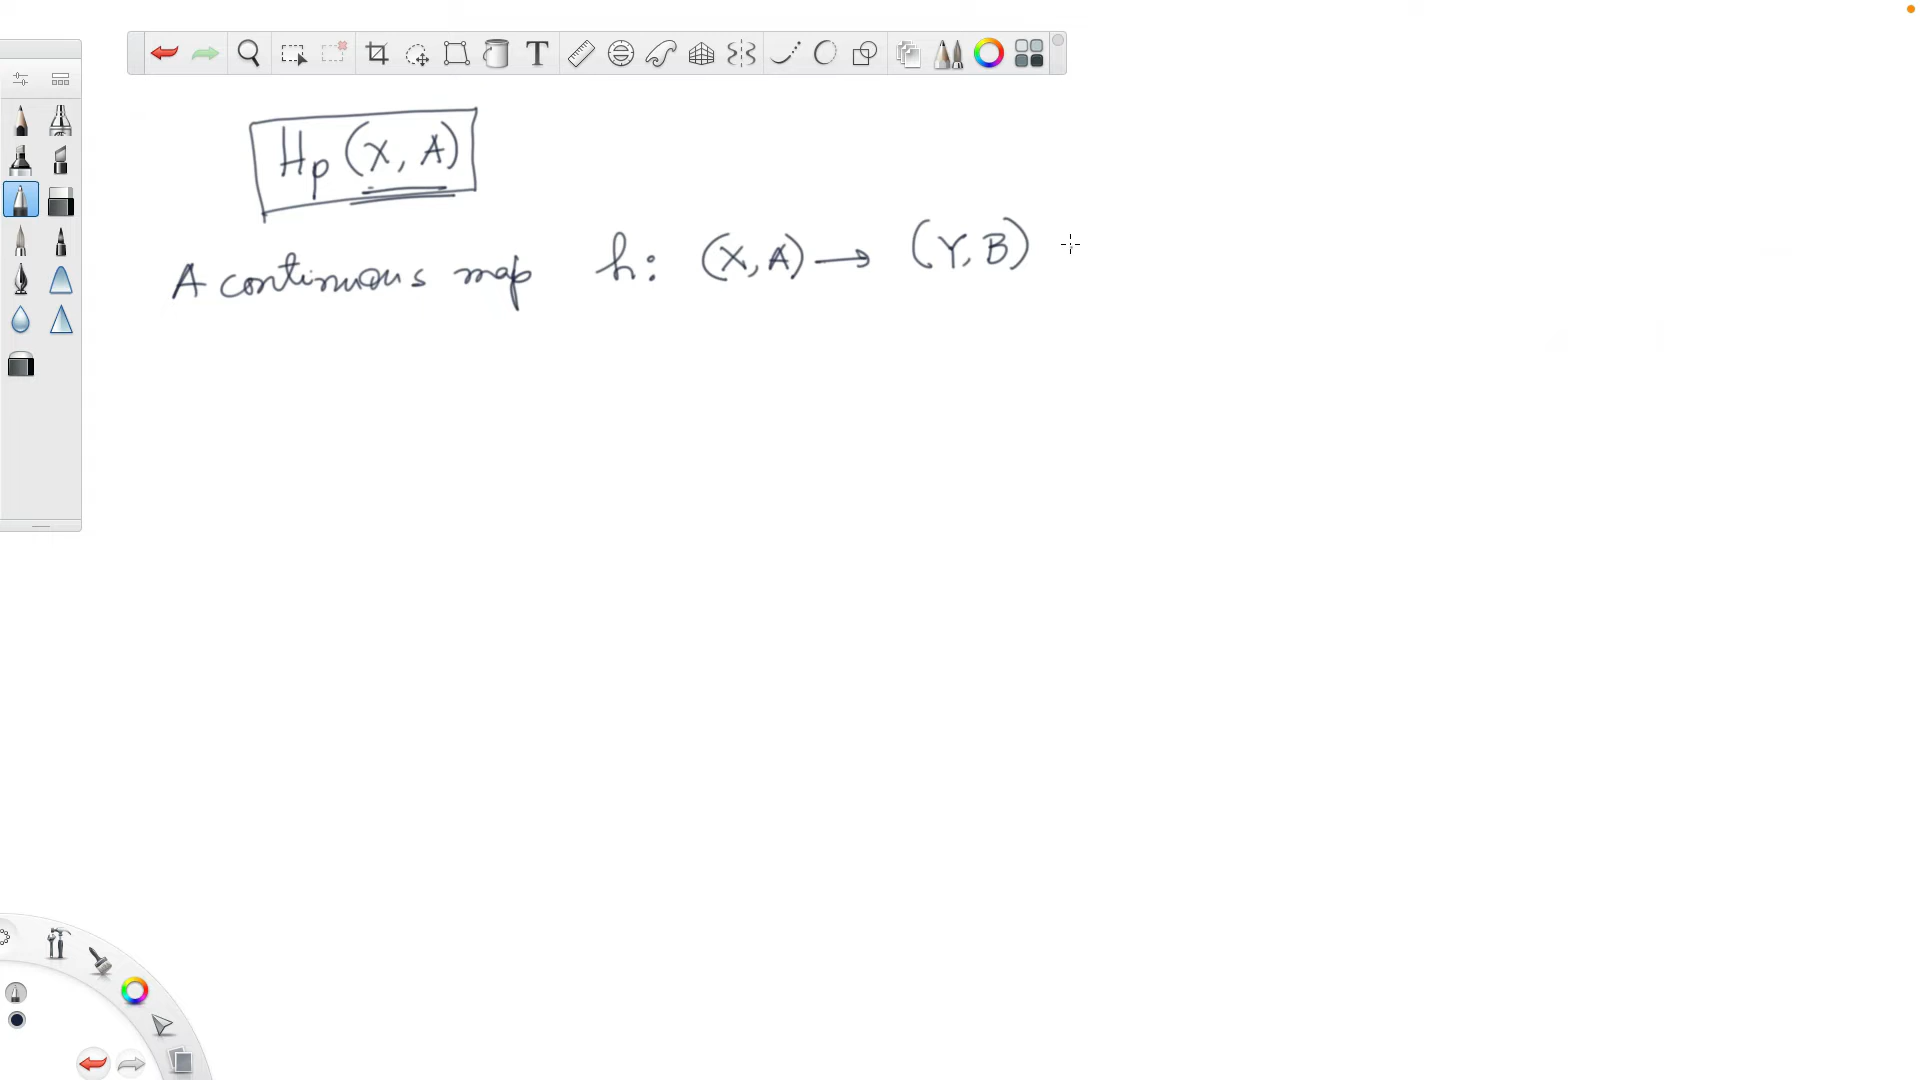 Hp (X, A)
A continuous map h: (X, A) → (Y, B)